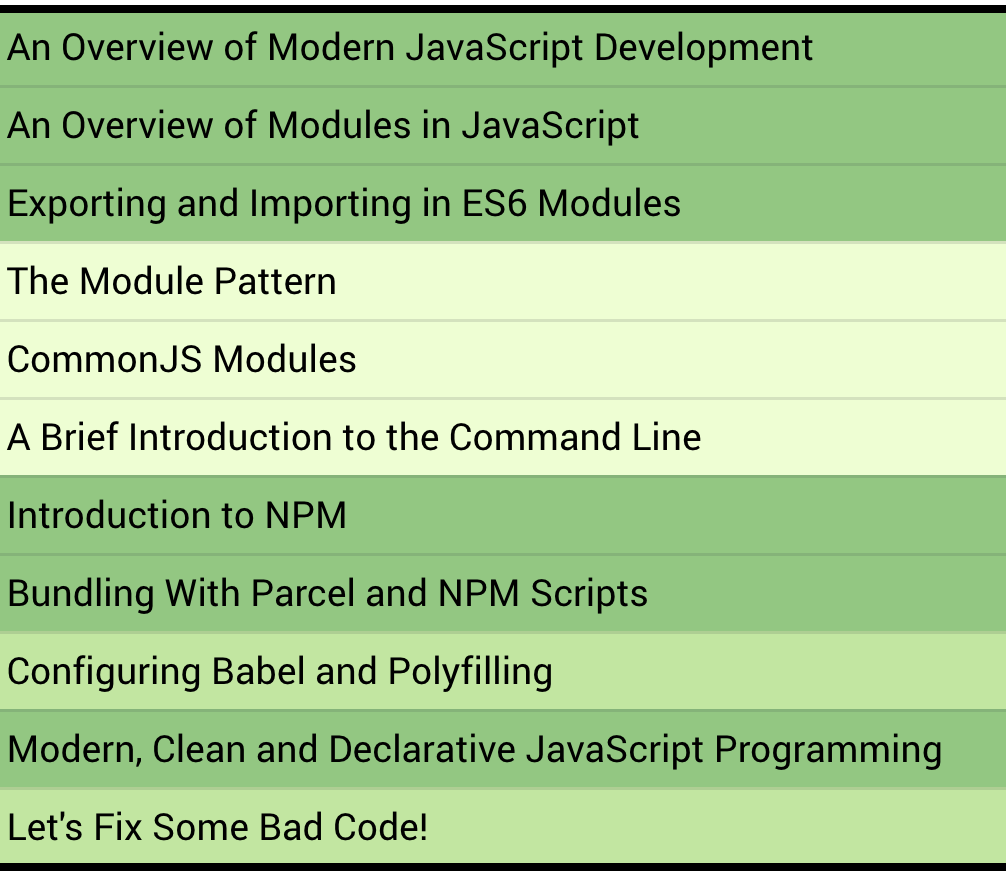 An Overview of Modern JavaScript Development
An Overview of Modules in JavaScript
Exporting and Importing in ES6 Modules
The Module Pattern
CommonJS Modules
A Brief Introduction to the Command Line
Introduction to NPM
Bundling With Parcel and NPM Scripts
Configuring Babel and Polyfilling
Modern, Clean and Declarative JavaScript Programming
Let's Fix Some Bad Code!